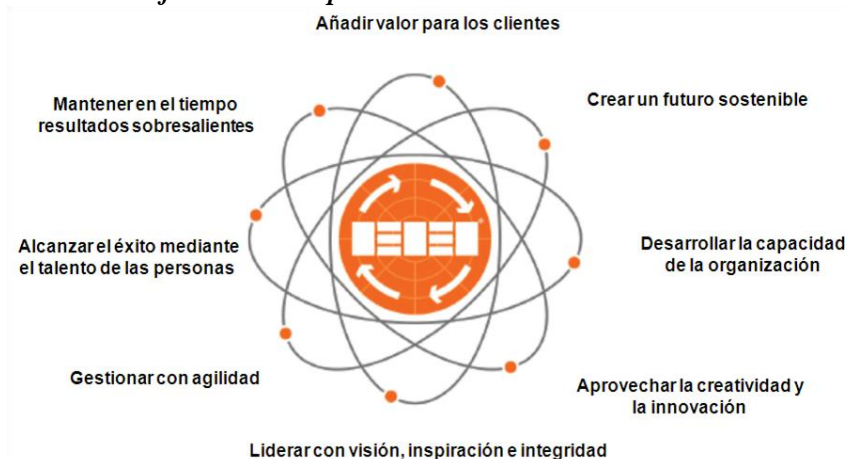 Añadir valor para los clientes
Crear un futuro sostenible
Desarrollar la capacidad
de la organización
Aprovechar la creatividad y
la innovación
Liderar con visión, inspiración e integridad
Gestionar con agilidad
Alcanzar el éxito mediante
el talento de las personas
Mantener en el tiempo
resultados sobresalientes